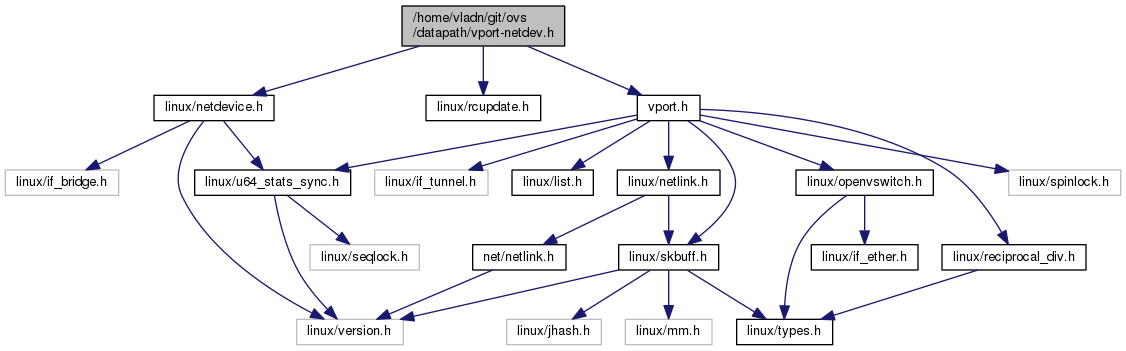 /home/vladn/git/ovs
/datapath/vport-netdev.h
linux/netdevice.h
linux/rcupdate.h
vport.h
linux/if_bridge.h
linux/u64_stats_sync.h
linux/if_tunnel.h
linux/list.h
linux/netlink.h
linux/openvswitch.h
linux/spinlock.h
linux/seqlock.h
net/netlink.h
linux/skbuff.h
linux/if_ether.h
linux/reciprocal_div.h
linux/version.h
linux/jhash.h
linux/mm.h
linux/types.h